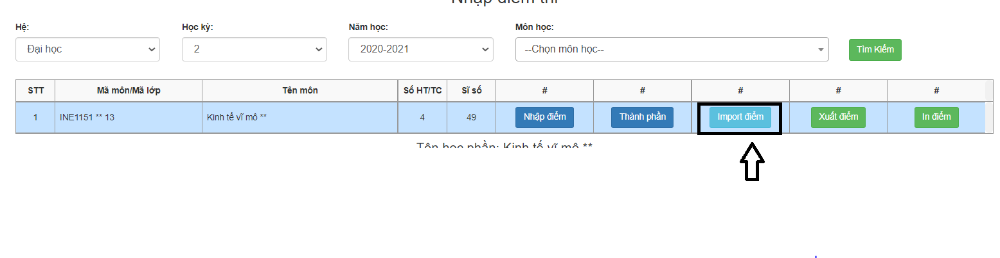 Nhập điểm thi
Hệ: Học kỳ: Năm học: Môn học:
Đại học 2 2020-2021 --Chọn môn học-- Tìm Kiếm
STT Mã môn/Mã lớp Tên môn Số HT/TC Sĩ số # # # # #
1 INE1151 ** 13 Kinh tế vĩ mô ** 4 49 Nhập điểm Thành phần Import điểm Xuất điểm In điểm
Tên học phần: Kinh tế vĩ mô **